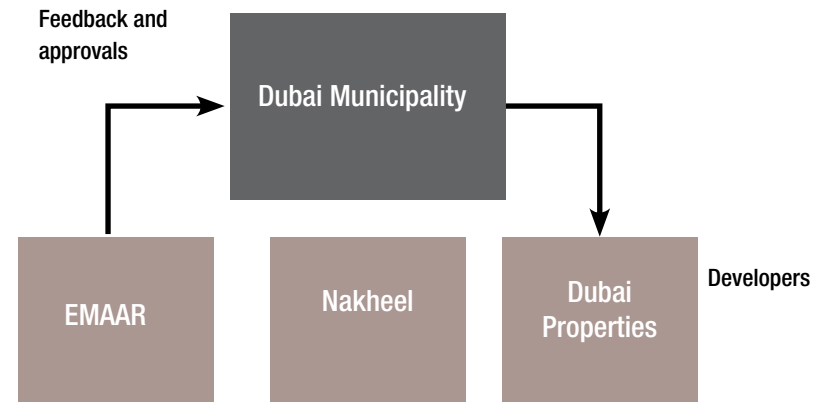 Feedback and
approvals
Dubai Municipality
EMAAR
Nakheel
Dubai
Properties
Developers